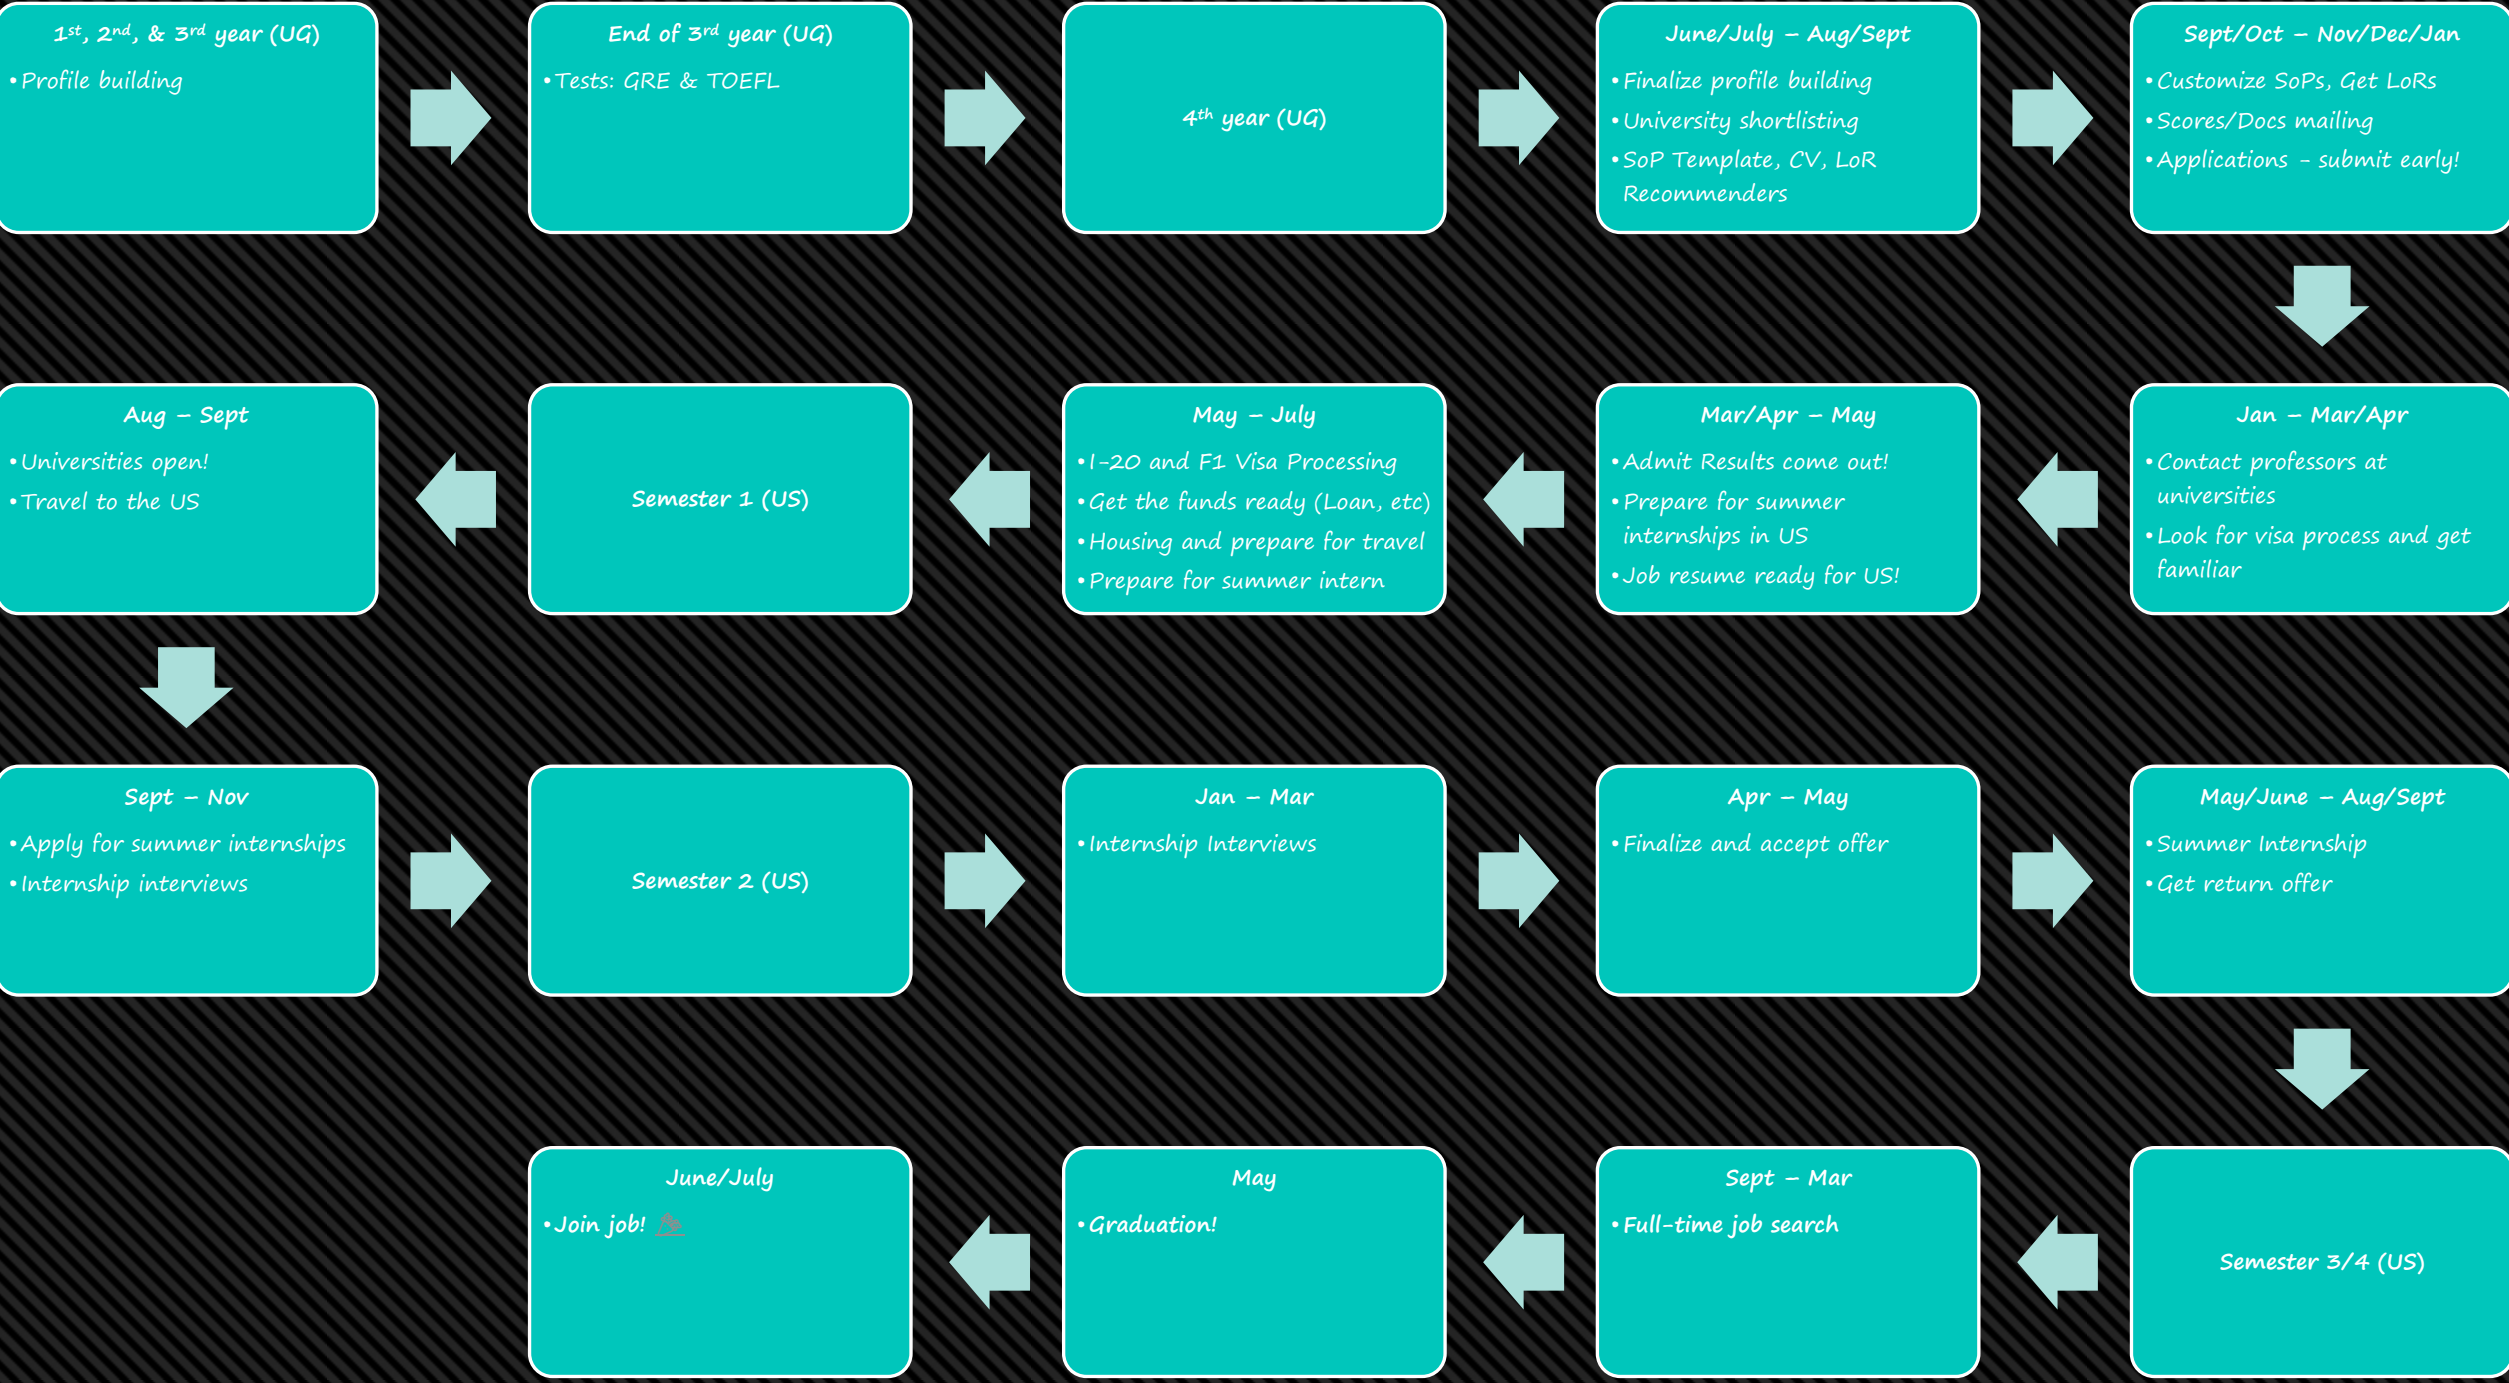 1st, 2nd, & 3rd year (UG)
•Profile building
End of 3rd year (UG)
•Tests: GRE & TOEFL
4th year (UG)
June/July – Aug/Sept
•Finalize profile building
•University shortlisting
•SoP Template, CV, LoR
Recommenders
Sept/Oct – Nov/Dec/Jan
•Customize SoPs, Get LoRs
•Scores/Docs mailing
•Applications - submit early!
Jan – Mar/Apr
•Contact professors at
universities
•Look for visa process and get
familiar
Mar/Apr – May
•Admit Results come out!
•Prepare for summer
internships in US
•Job resume ready for US!
May – July
•I-20 and F1 Visa Processing
•Get the funds ready (Loan, etc)
•Housing and prepare for travel
•Prepare for summer intern
Semester 1 (US)
Aug – Sept
•Universities open!
•Travel to the US
Sept – Nov
•Apply for summer internships
•Internship interviews
Semester 2 (US)
Jan – Mar
•Internship Interviews
Apr – May
•Finalize and accept offer
May/June – Aug/Sept
•Summer Internship
•Get return offer
Semester 3/4 (US)
Sept – Mar
•Full-time job search
May
•Graduation!
June/July
•Join job!